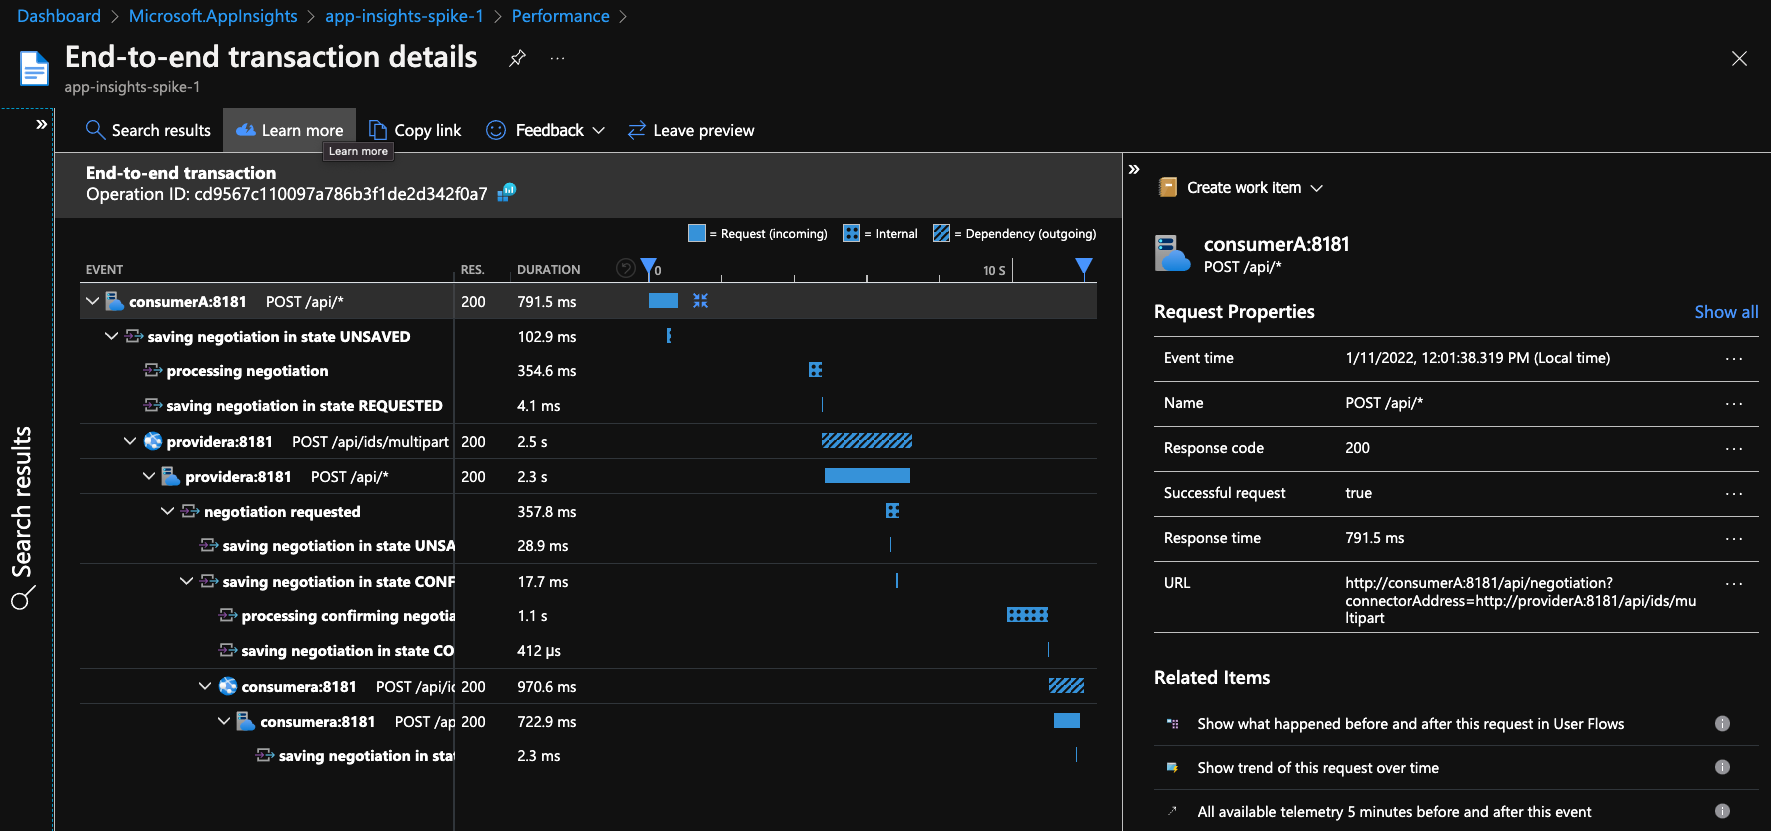 Dashboard > Microsoft.AppInsights > app-insights-spike-1 > Performance >
End-to-end transaction details
app-insights-spike-1
Search results
Learn more
Copy link
Feedback
Leave preview
Learn more
Search results
End-to-end transaction
Operation ID: cd9567c110097a786b3f1de2d342f0a7
= Request (incoming) = Internal = Dependency (outgoing)
EVENT RES. DURATION 0 10 S
consumerA:8181 POST /api/* 200 791.5 ms
saving negotiation in state UNSAVED 102.9 ms
processing negotiation 354.6 ms
saving negotiation in state REQUESTED 4.1 ms
providera:8181 POST /api/ids/multipart 200 2.5 s
providera:8181 POST /api/* 200 2.3 s
negotiation requested 357.8 ms
saving negotiation in state UNSA 28.9 ms
saving negotiation in state CONF 17.7 ms
processing confirming negotia 1.1 s
saving negotiation in state CO 412 µs
consumera:8181 POST /api/ic 200 970.6 ms
consumera:8181 POST /ap 200 722.9 ms
saving negotiation in sta 2.3 ms
Create work item
consumerA:8181
POST /api/*
Request Properties Show all
Event time 1/11/2022, 12:01:38.319 PM (Local time) ...
Name POST /api/* ...
Response code 200 ...
Successful request true ...
Response time 791.5 ms ...
URL http://consumerA:8181/api/negotiation? ...
connectorAddress=http://providerA:8181/api/ids/mu
ltipart
Related Items
Show what happened before and after this request in User Flows
Show trend of this request over time
All available telemetry 5 minutes before and after this event